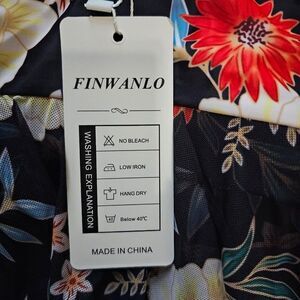 FINWANLO
WASHING EXPLANATION
NO BLEACH
LOW IRON
HANG DRY
Below 40℃
MADE IN CHINA